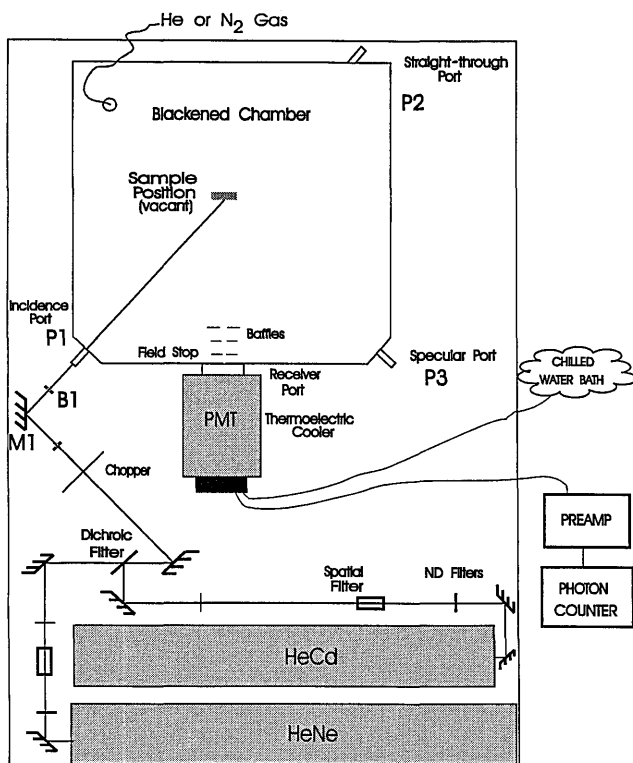 He or N2 Gas
Straight-through
Port
P2
Blackened Chamber
Sample
Position
(vacant)
Incidence
Port
P1
Baffles
Field Stop
Specular Port
P3
Receiver
Port
CHILLED
WATER BATH
B1
PMT
Thermoelectric
Cooler
M1
Chopper
PREAMP
Dichroic
Filter
Spatial
Filter
ND Filters
PHOTON
COUNTER
HeCd
HeNe